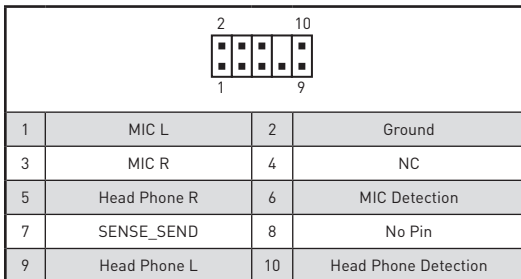 2 10
1 9
1 MIC L 2 Ground
3 MIC R 4 NC
5 Head Phone R 6 MIC Detection
7 SENSE_SEND 8 No Pin
9 Head Phone L 10 Head Phone Detection